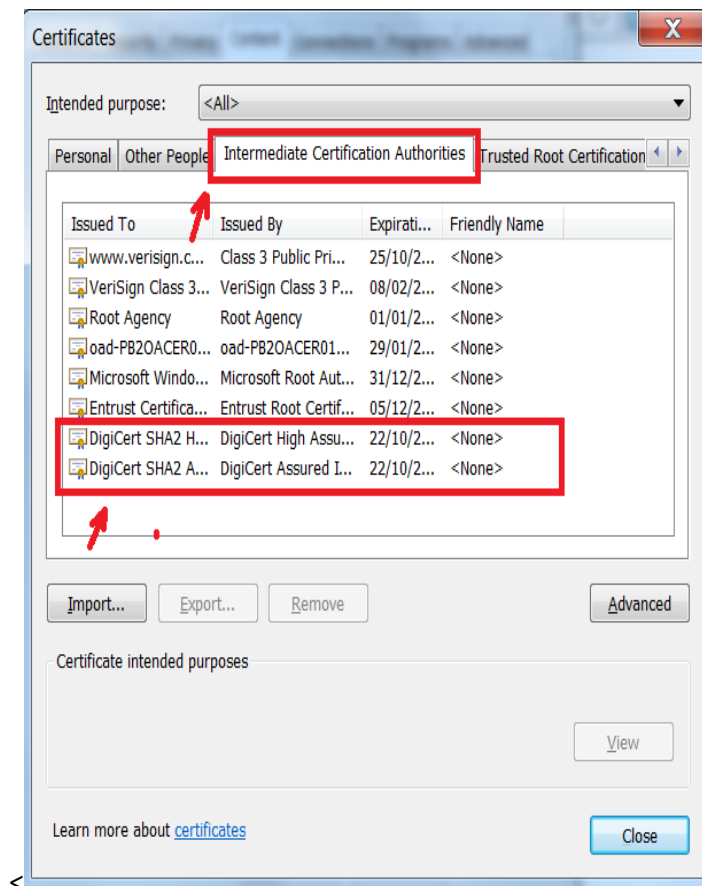 Certificates
Intended purpose: <All>
Personal Other People Intermediate Certification Authorities Trusted Root Certification
Issued To Issued By Expirati... Friendly Name
www.verisign.c... Class 3 Public Pri... 25/10/2... <None>
VeriSign Class 3... VeriSign Class 3 P... 08/02/2... <None>
Root Agency Root Agency 01/01/2... <None>
oad-PB2OACER0... oad-PB2OACER01... 29/01/2... <None>
Microsoft Windo... Microsoft Root Aut... 31/12/2... <None>
Entrust Certifica... Entrust Root Certif... 05/12/2... <None>
DigiCert SHA2 H... DigiCert High Assu... 22/10/2... <None>
DigiCert SHA2 A... DigiCert Assured I... 22/10/2... <None>
Import... Export... Remove Advanced
Certificate intended purposes
View
Learn more about certificates
Close
<